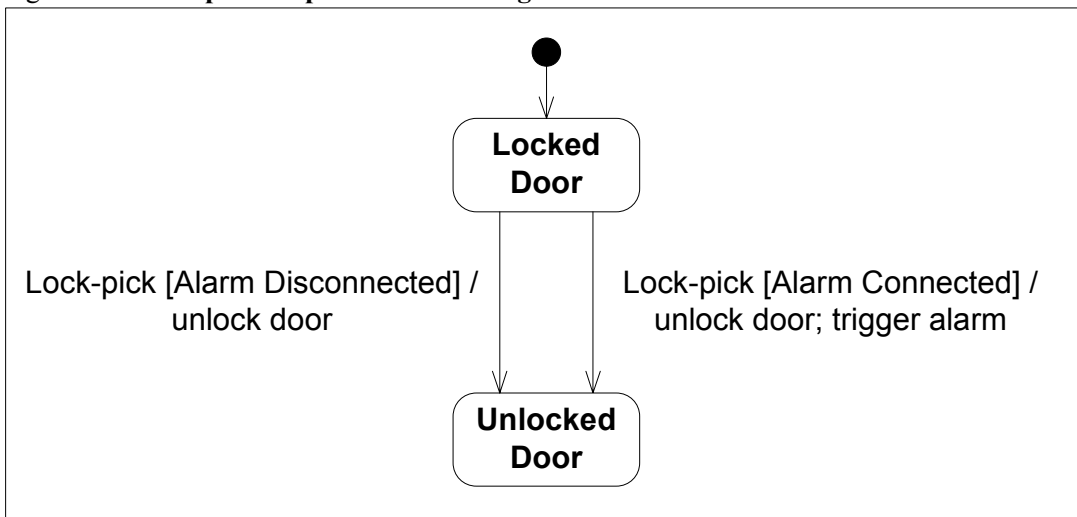 Locked
Door
Lock-pick [Alarm Disconnected] /
unlock door
Lock-pick [Alarm Connected] /
unlock door; trigger alarm
Unlocked
Door